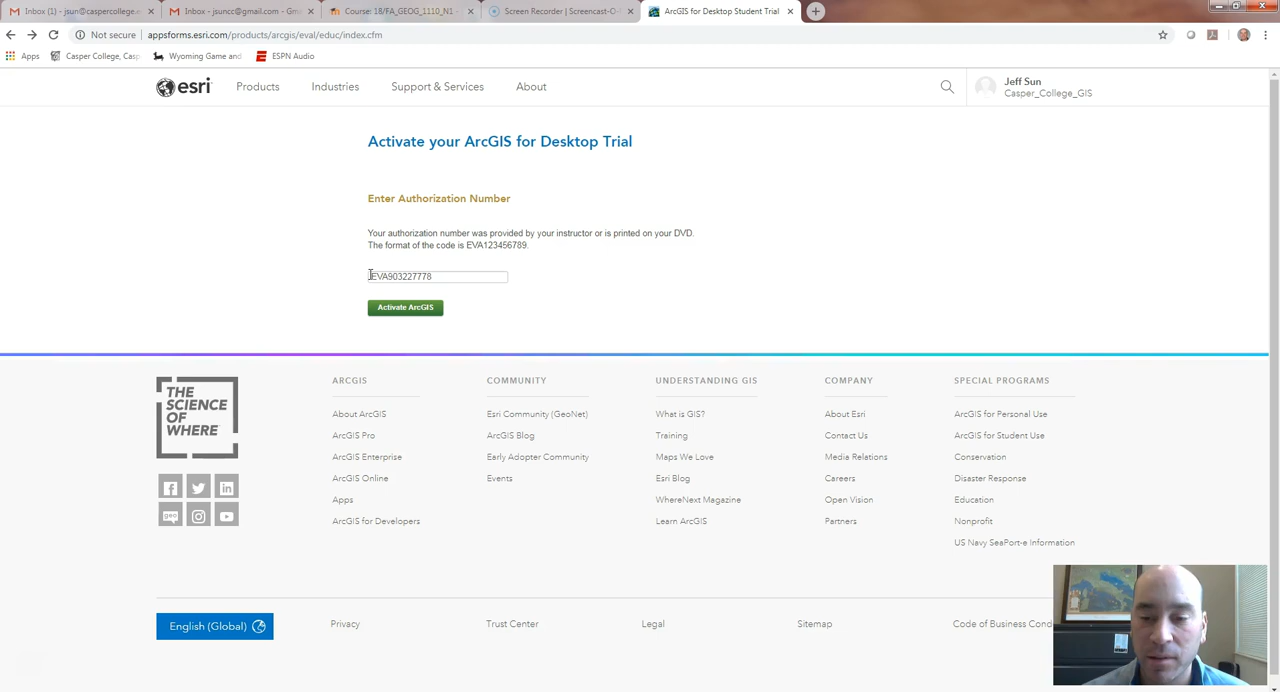 Inbox (1) - jsun@caspercollege.e
Inbox - jsuncc@gmail.com - Gm
Course: 18/FA_GEOG_1110_N1 -
Screen Recorder | Screencast-O-
ArcGIS for Desktop Student Trial
Not secure | appsforms.esri.com/products/arcgis/eval/educ/index.cfm
Apps
Casper College, Casp
Wyoming Game and
ESPN Audio
esri
Products
Industries
Support & Services
About
Jeff Sun
Casper_College_GIS
Activate your ArcGIS for Desktop Trial
Enter Authorization Number
Your authorization number was provided by your instructor or is printed on your DVD.
The format of the code is EVA123456789.
EVA903227778
Activate ArcGIS
THE
SCIENCE
OF
WHERE
geo
ARCGIS
About ArcGIS
ArcGIS Pro
ArcGIS Enterprise
ArcGIS Online
Apps
ArcGIS for Developers
COMMUNITY
Esri Community (GeoNet)
ArcGIS Blog
Early Adopter Community
Events
UNDERSTANDING GIS
What is GIS?
Training
Maps We Love
Esri Blog
WhereNext Magazine
Learn ArcGIS
COMPANY
About Esri
Contact Us
Media Relations
Careers
Open Vision
Partners
SPECIAL PROGRAMS
ArcGIS for Personal Use
ArcGIS for Student Use
Conservation
Disaster Response
Education
Nonprofit
US Navy SeaPort-e Information
English (Global)
Privacy
Trust Center
Legal
Sitemap
Code of Business Cond